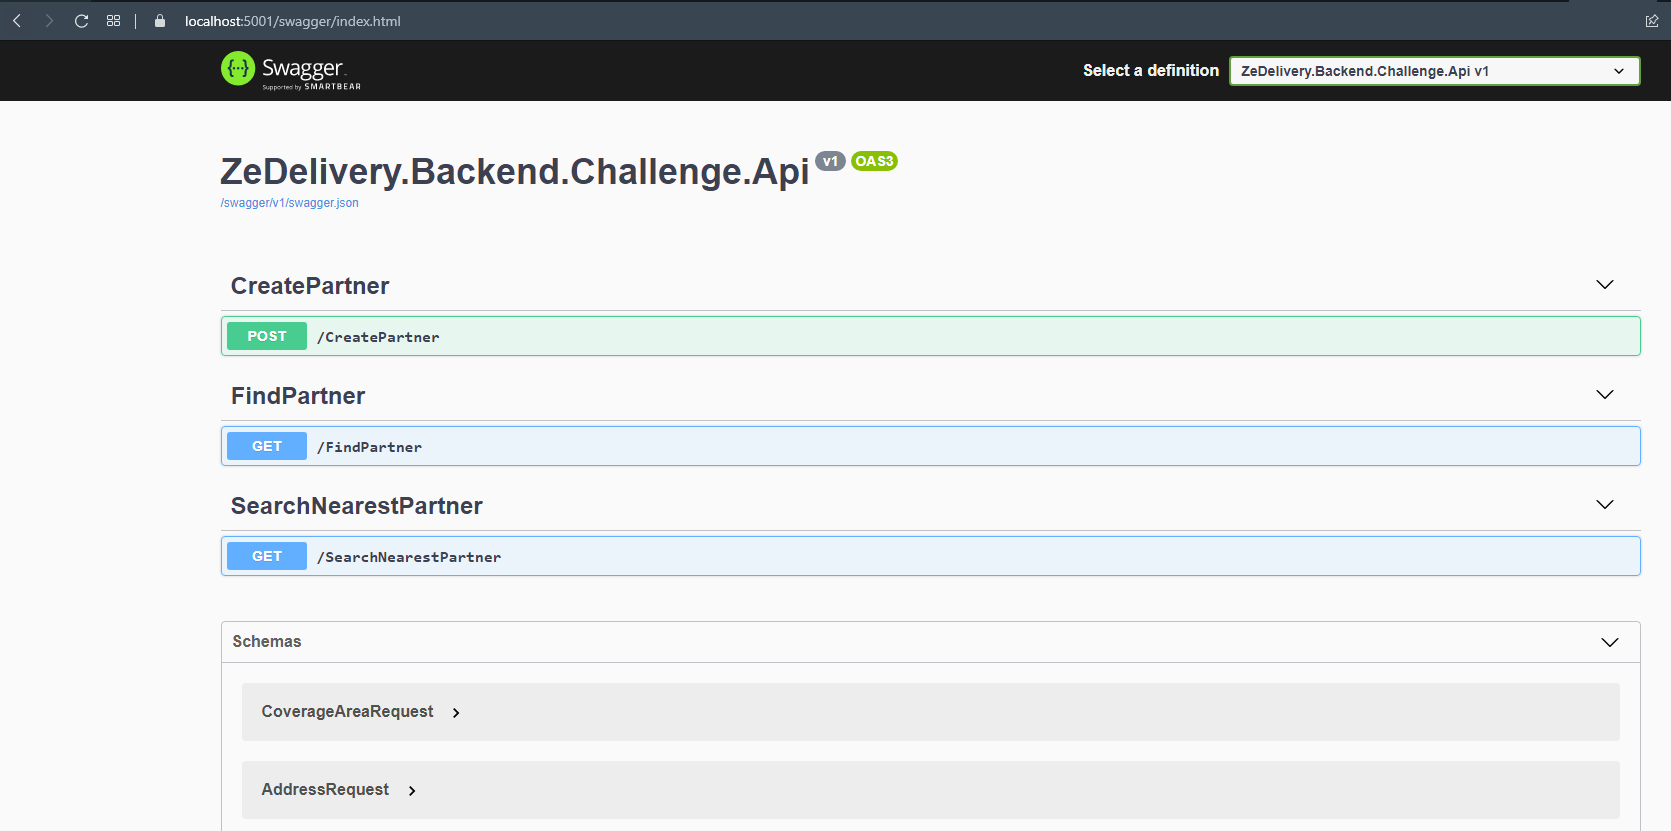 localhost:5001/swagger/index.html
Swagger
Supported by SMARTBEAR
Select a definition
ZeDelivery.Backend.Challenge.Api v1
ZeDelivery.Backend.Challenge.Api v1 OAS3
/swagger/v1/swagger.json
CreatePartner
POST /CreatePartner
FindPartner
GET /FindPartner
SearchNearestPartner
GET /SearchNearestPartner
Schemas
CoverageAreaRequest
AddressRequest